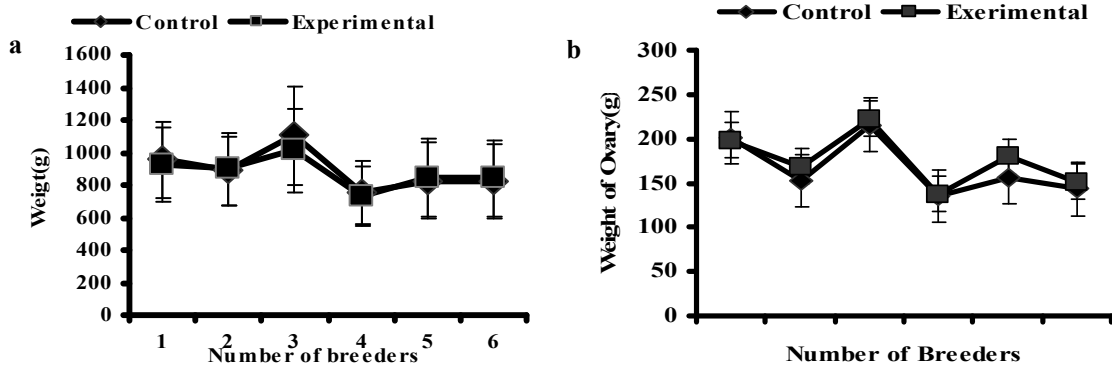 Control Experimental
a
1600
1400
1200
1000
800
600
400
200
0
Weigt(g)
1 2 3 4 5 6
Number of breeders
Control Exerimental
b
300
250
200
150
100
50
0
Weight of Ovary(g)
Number of Breeders